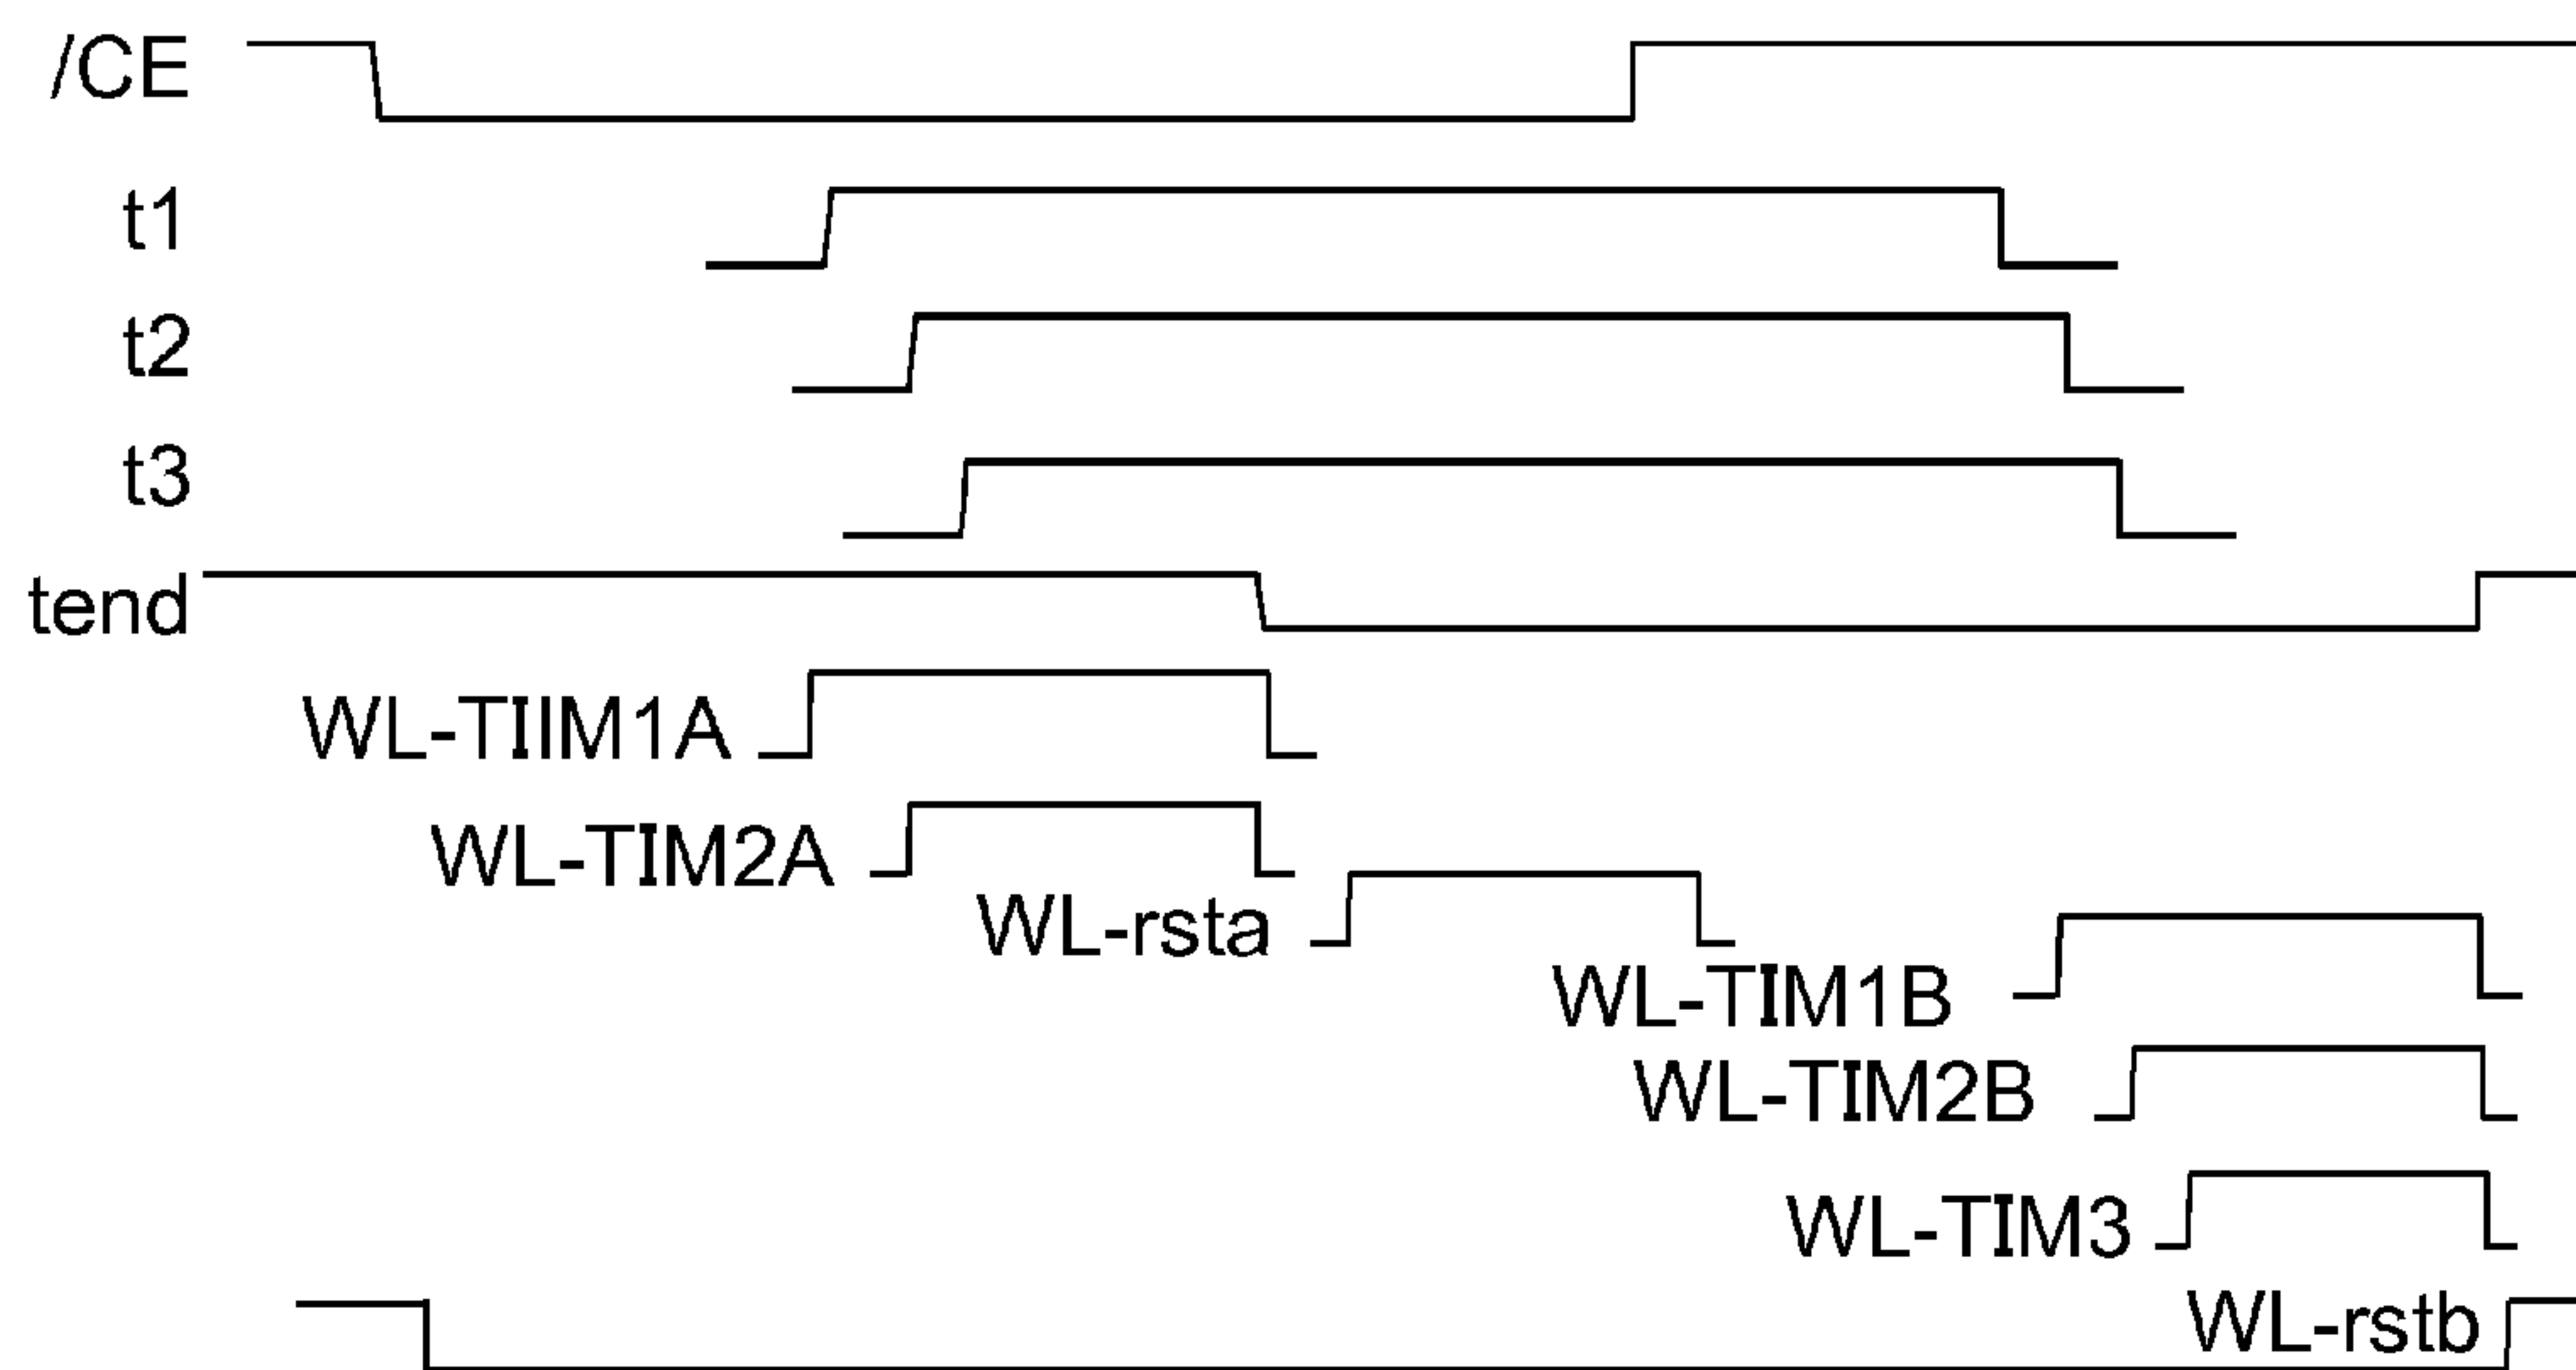 /CE
t1
t2
t3
tend
WL-TIIM1A
WL-TIM2A
WL-rsta
WL-TIM1B
WL-TIM2B
WL-TIM3
WL-rstb